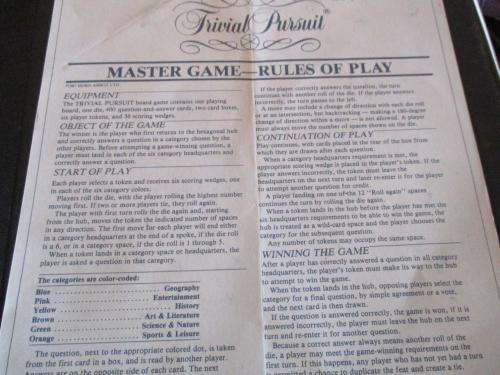 Trivial Pursuit®
MASTER GAME—RULES OF PLAY
EQUIPMENT
The TRIVIAL PURSUIT board game contains one playing
board, one die, 400 question-and-answer cards, two card boxes,
six player tokens, and 36 scoring wedges.
OBJECT OF THE GAME
The winner is the player who first returns to the hexagonal hub
and correctly answers a question in a category chosen by the
other players. Before attempting a game-winning question, a
player must land in each of the six category headquarters and
correctly answer a question.
START OF PLAY
Each player selects a token and receives six scoring wedges, one
in each of the six category colors.
Players roll the die, with the player rolling the highest number
moving first. If two or more players tie, they roll again.
The player with first turn rolls the die again and, starting
from the hub, moves the token the indicated number of spaces
in any direction. The first move for each player will end either
in a category headquarters at the end of a spoke, if the die roll
is a 6, or in a category space, if the die roll is 1 through 5.
When a token lands in a category space or headquarters, the
player is asked a question in that category.
The categories are color-coded:
Blue .......... Geography
Pink .......... Entertainment
Yellow .......... History
Brown .......... Art & Literature
Green .......... Science & Nature
Orange .......... Sports & Leisure
The question, next to the appropriate colored dot, is taken
from the first card in a box, and is read by another player.
Answers are on the opposite side of each card. The next
If the player correctly answers the question, the turn
continues with another roll of the die. If the player answers
incorrectly, the turn passes to the left.
A move may include a change of direction with each die roll
or at an intersection, but backtracking — making a 180-degree
change of direction within a move — is not allowed. A player
must always move the number of spaces shown on the die.
CONTINUATION OF PLAY
Play continues, with cards placed in the rear of the box from
which they are drawn after each question.
When a category headquarters requirement is met, the
appropriate scoring wedge is placed in the player's token. If the
player answers incorrectly, the token must leave the
headquarters on the next turn and later re-enter it for the player
to attempt another question for credit.
A player landing on one of the 12 "Roll again" spaces
continues the turn by rolling the die again.
When a token lands in the hub before the player has met the
six headquarters requirements to be able to win the game, the
hub is treated as a wild-card space and the player chooses the
category for the subsequent question.
Any number of tokens may occupy the same space.
WINNING THE GAME
After a player has correctly answered a question in all category
headquarters, the player's token must make its way to the hub
to attempt to win the game.
When the token lands in the hub, opposing players select the
category for a final question, by simple agreement or a vote,
and the next card is then drawn.
If the question is answered correctly, the game is won, if it is
answered incorrectly, the player must leave the hub on the next
turn and re-enter it for another question.
Because a correct answer always means another roll of the
die, a player may meet the game-winning requirements on the
first turn. If this happens, any player who has not yet had a turn
is permitted a chance to duplicate the feat and create a tie.